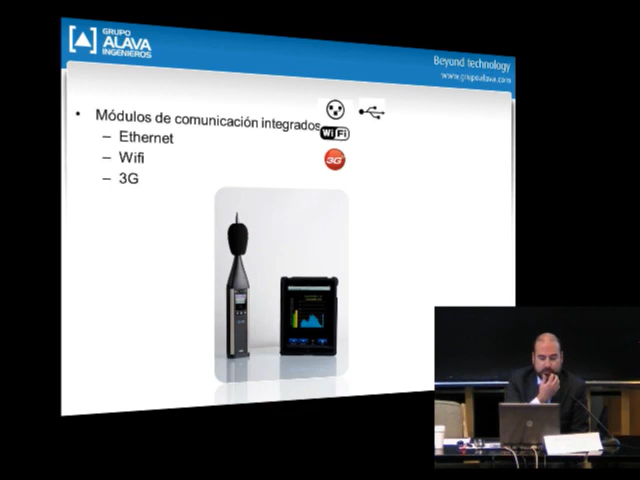 GRUPO
ALAVA
INGENIEROS
Beyond technology
www.grupoalava.com
• Módulos de comunicación integrados
– Ethernet
– Wifi
– 3G
WiFi
3G